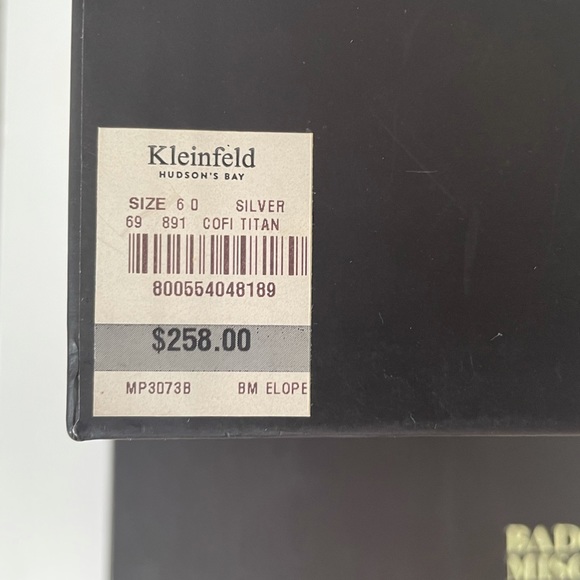 Kleinfeld
HUDSON'S BAY
SIZE 6 0 SILVER
69 891 COFI TITAN
800554048189
$258.00
MP3073B BM ELOPE